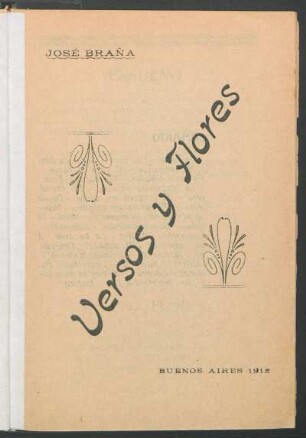 JOSÉ BRAÑA
Versos y Flores
BUENOS AIRES 1918